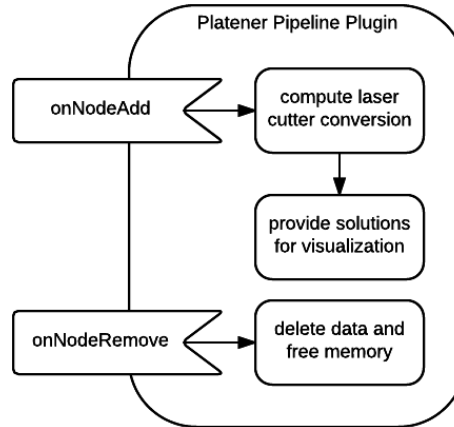 Platener Pipeline Plugin
onNodeAdd
compute laser
cutter conversion
provide solutions
for visualization
onNodeRemove
delete data and
free memory